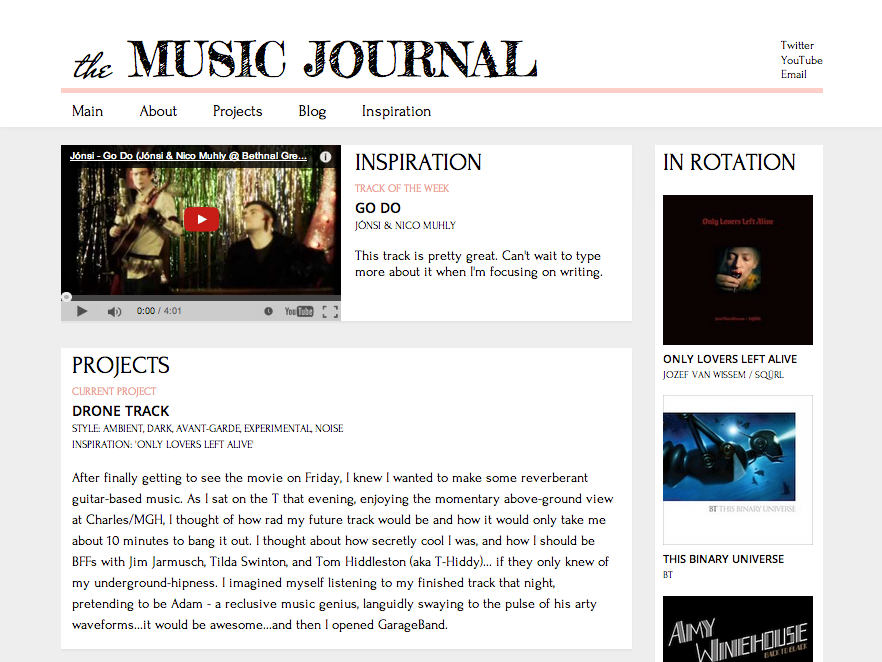 the MUSIC JOURNAL
Twitter
YouTube
Email
Main About Projects Blog Inspiration
Jónsi - Go Do (Jónsi & Nico Muhly @ Bethnal Gre...
0:00 / 4:01
YouTube
INSPIRATION
TRACK OF THE WEEK
GO DO
JÓNSI & NICO MUHLY
This track is pretty great. Can't wait to type
more about it when I'm focusing on writing.
PROJECTS
CURRENT PROJECT
DRONE TRACK
STYLE: AMBIENT, DARK, AVANT-GARDE, EXPERIMENTAL, NOISE
INSPIRATION: 'ONLY LOVERS LEFT ALIVE'
After finally getting to see the movie on Friday, I knew I wanted to make some reverberant
guitar-based music. As I sat on the T that evening, enjoying the momentary above-ground view
at Charles/MGH, I thought of how rad my future track would be and how it would only take me
about 10 minutes to bang it out. I thought about how secretly cool I was, and how I should be
BFFs with Jim Jarmusch, Tilda Swinton, and Tom Hiddleston (aka T-Hiddy)... if they only knew of
my underground-hipness. I imagined myself listening to my finished track that night,
pretending to be Adam - a reclusive music genius, languidly swaying to the pulse of his arty
waveforms...it would be awesome...and then I opened GarageBand.
IN ROTATION
Only Lovers Left Alive
ONLY LOVERS LEFT ALIVE
JOZEF VAN WISSEM / SQÜRL
BT THIS BINARY UNIVERSE
THIS BINARY UNIVERSE
BT
AMY
WINEHOUSE
BACK TO BLACK